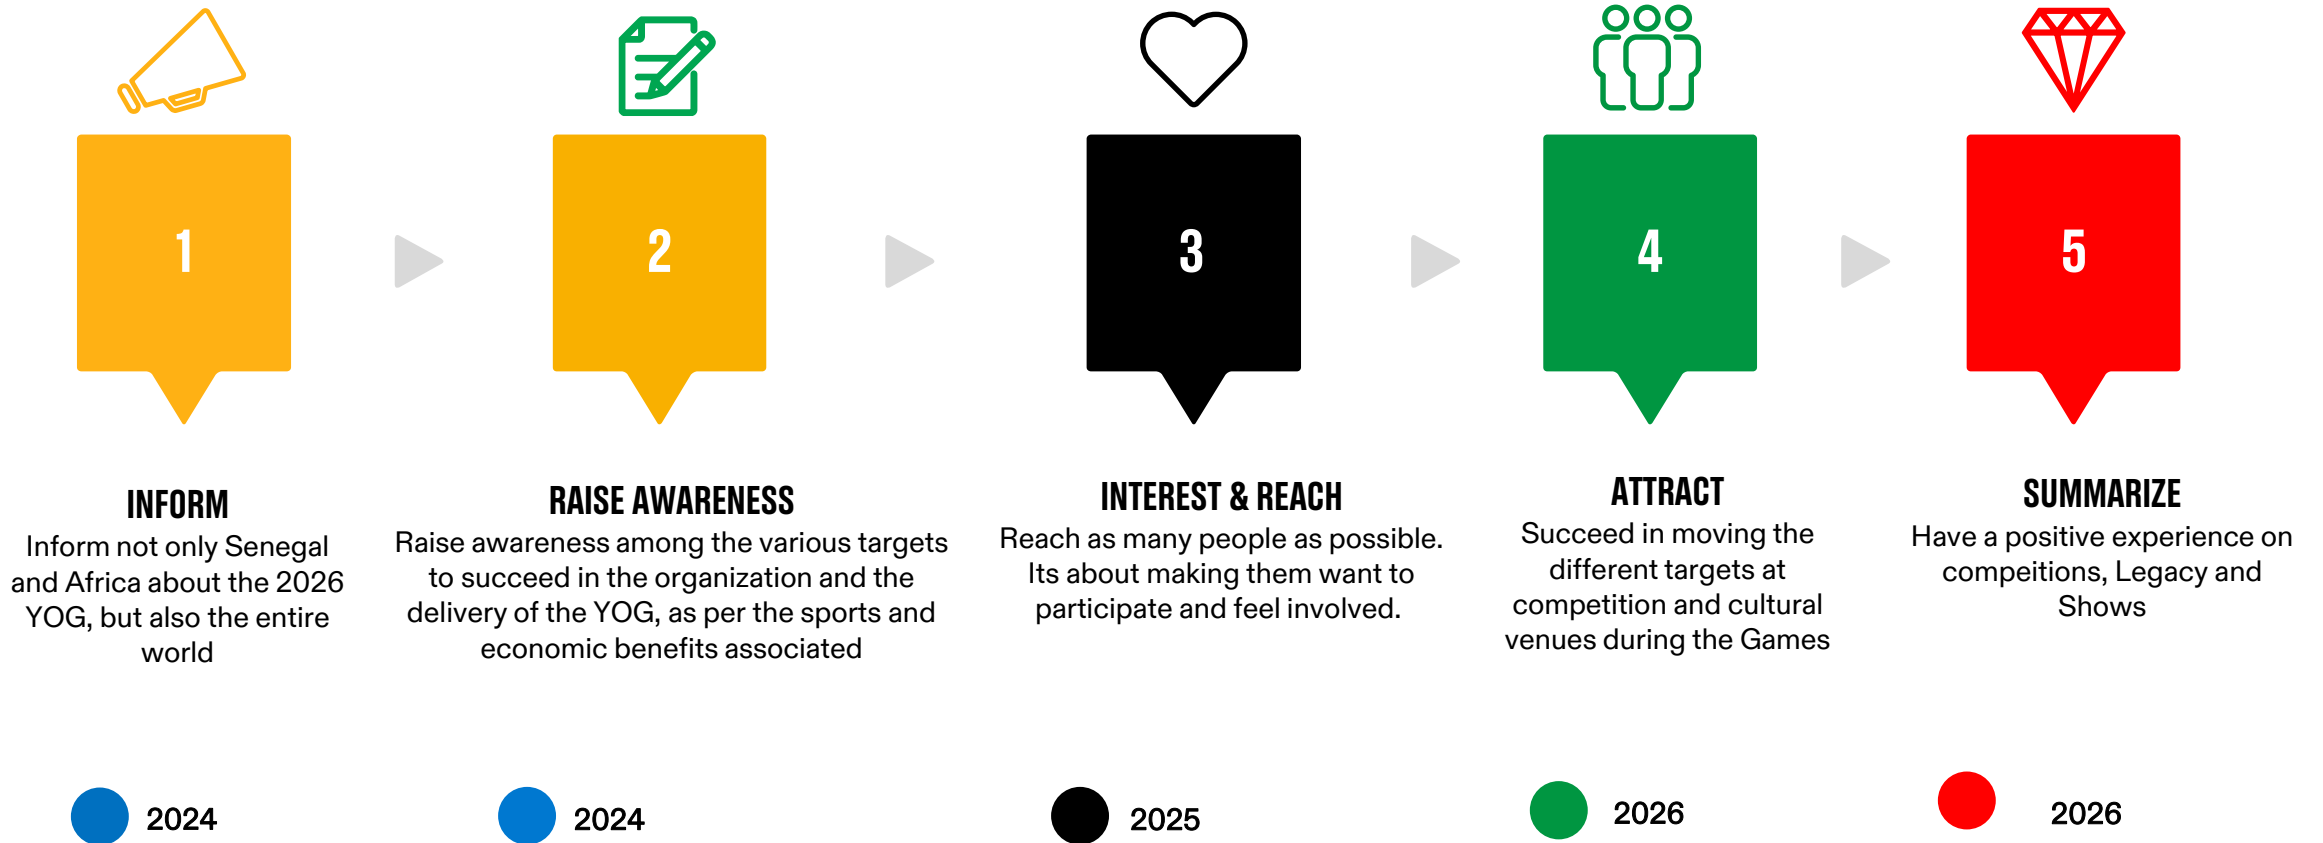 1
2
3
4
5
INFORM
Inform not only Senegal
and Africa about the 2026
YOG, but also the entire
world
RAISE AWARENESS
Raise awareness among the various targets
to succeed in the organization and the
delivery of the YOG, as per the sports and
economic benefits associated
INTEREST & REACH
Reach as many people as possible.
Its about making them want to
participate and feel involved.
ATTRACT
Succeed in moving the
different targets at
competition and cultural
venues during the Games
SUMMARIZE
Have a positive experience on
compeitions, Legacy and
Shows
2024
2024
2025
2026
2026